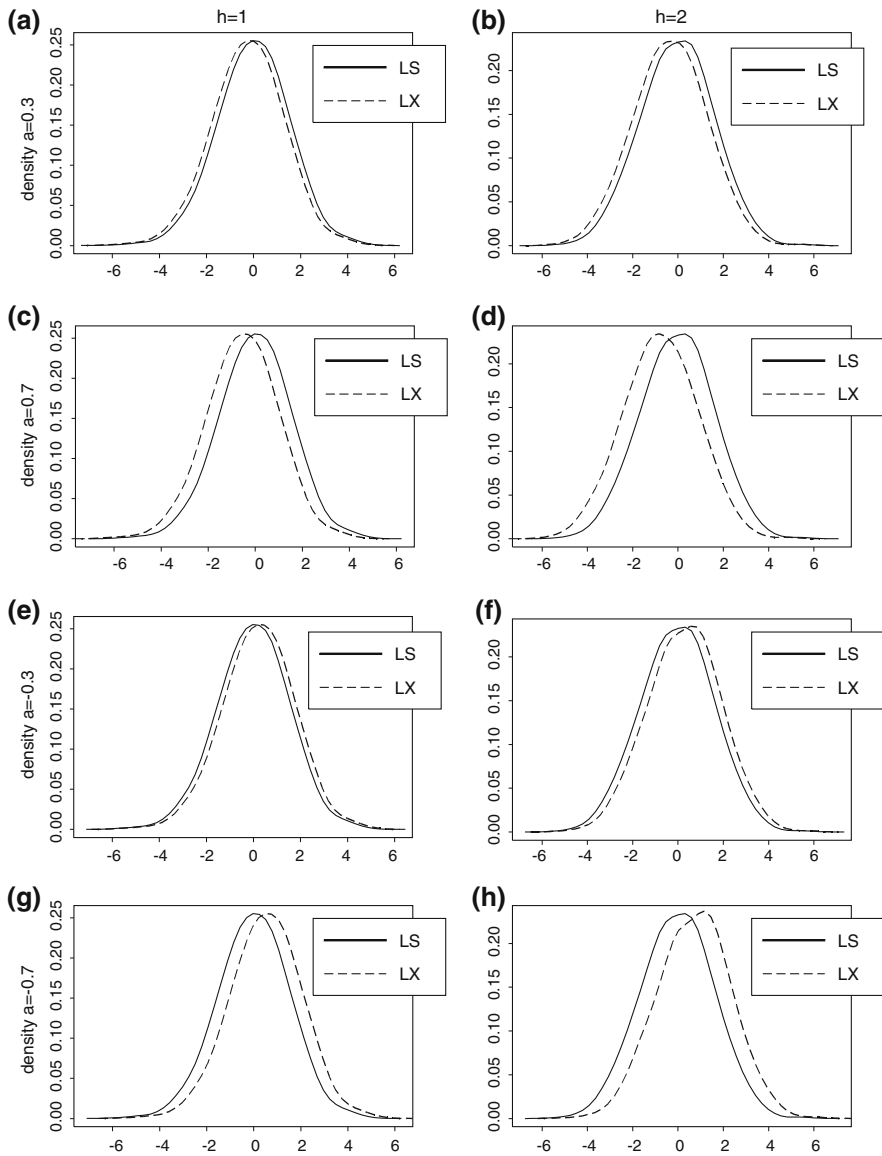 h=1
h=2
(a)
density a=0.3
0.00 0.05 0.10 0.15 0.20 0.25
-6 -4 -2 0 2 4 6
LS
LX
(b)
0.00 0.05 0.10 0.15 0.20
-6 -4 -2 0 2 4 6
LS
LX
(c)
density a=0.7
0.00 0.05 0.10 0.15 0.20 0.25
-6 -4 -2 0 2 4 6
LS
LX
(d)
0.00 0.05 0.10 0.15 0.20
-6 -4 -2 0 2 4 6
LS
LX
(e)
density a=-0.3
0.00 0.05 0.10 0.15 0.20 0.25
-6 -4 -2 0 2 4 6
LS
LX
(f)
0.00 0.05 0.10 0.15 0.20
-6 -4 -2 0 2 4 6
LS
LX
(g)
density a=-0.7
0.00 0.05 0.10 0.15 0.20 0.25
-6 -4 -2 0 2 4 6
LS
LX
(h)
0.00 0.05 0.10 0.15 0.20
-6 -4 -2 0 2 4 6
LS
LX